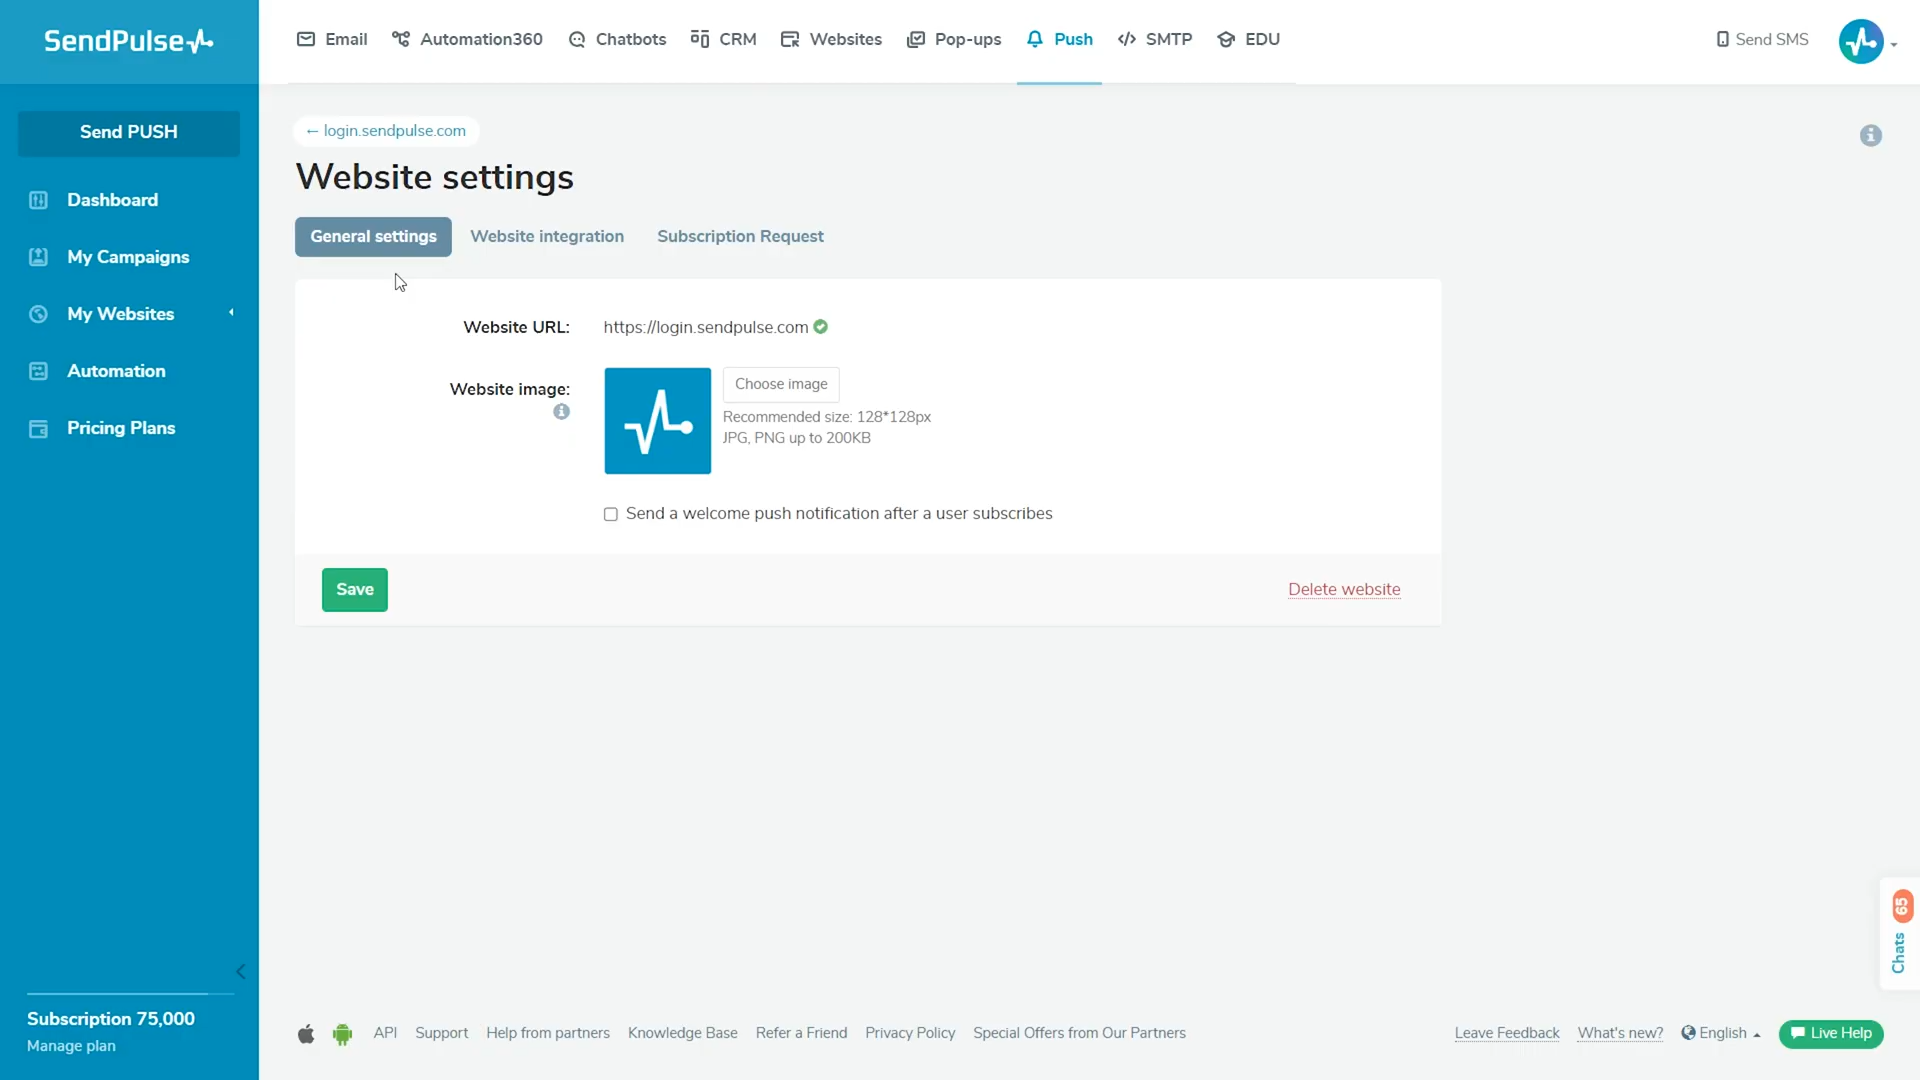 SendPulse
Email
Automation360
Chatbots
CRM
Websites
Pop-ups
Push
SMTP
EDU
Send SMS
Send PUSH
Dashboard
My Campaigns
My Websites
Automation
Pricing Plans
← login.sendpulse.com
Website settings
General settings
Website integration
Subscription Request
Website URL:
https://login.sendpulse.com
Website image:
Choose image
Recommended size: 128*128px
JPG, PNG up to 200KB
Send a welcome push notification after a user subscribes
Save
Delete website
65
Chats
Subscription 75,000
Manage plan
API
Support
Help from partners
Knowledge Base
Refer a Friend
Privacy Policy
Special Offers from Our Partners
Leave Feedback
What's new?
English
Live Help